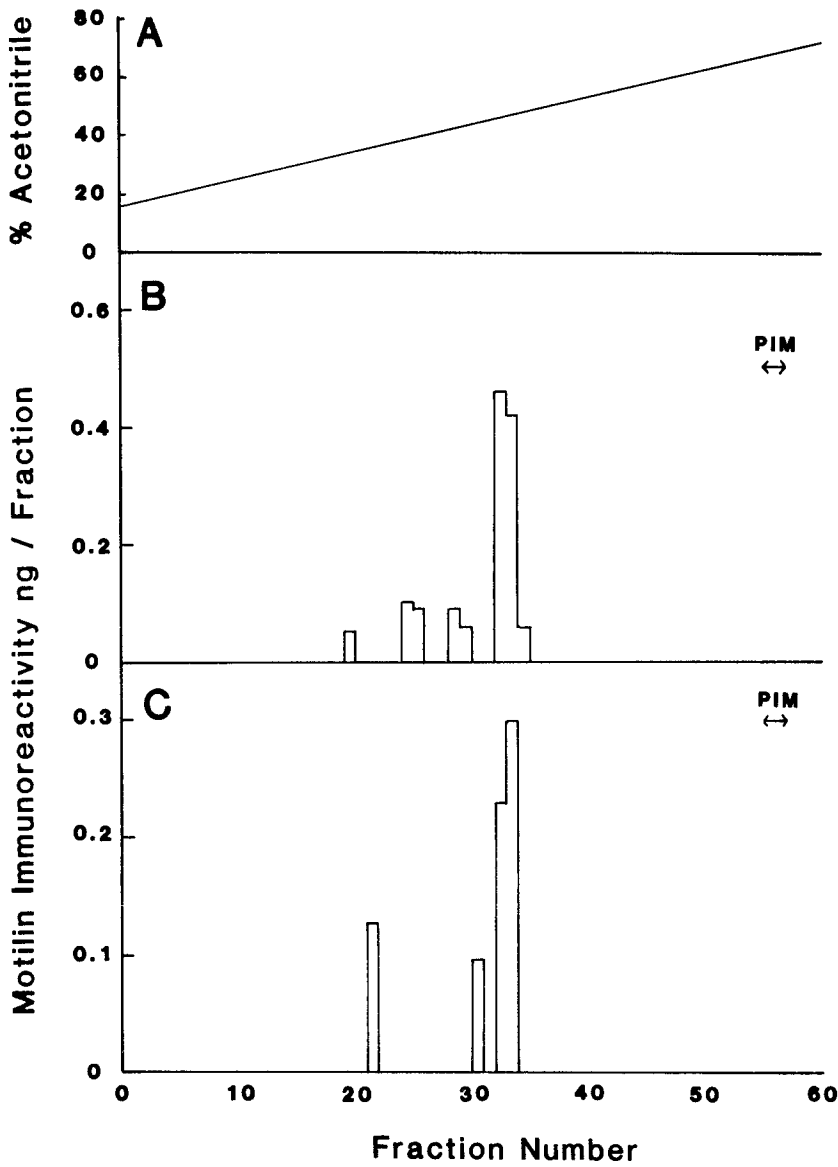 A
% Acetonitrile
80
60
40
20
0
B
Motilin Immunoreactivity ng / Fraction
0.6
0.4
0.2
0
PIM
C
0.3
0.2
0.1
0
PIM
0 10 20 30 40 50 60
Fraction Number